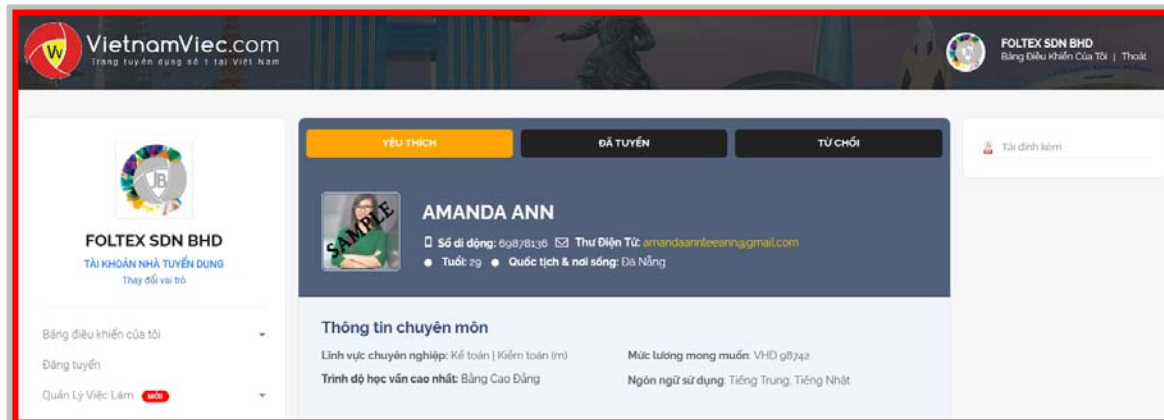 VietnamViec.com
Trang tuyển dụng số 1 tại Việt Nam
FOLTEX SDN BHD
Bảng Điều Khiển Của Tôi | Thoát
YÊU THÍCH
ĐÃ TUYỂN
TỪ CHỐI
Tải đính kèm
JB
SAMPLE
AMANDA ANN
Số di động: 69878136 Thư Điện Tử: amandaannleeann@gmail.com
Tuổi: 29 Quốc tịch & nơi sống: Đà Nẵng
FOLTEX SDN BHD
TÀI KHOẢN NHÀ TUYỂN DỤNG
Thay đổi vai trò
Bảng điều khiển của tôi
Đăng tuyển
Quản Lý Việc Làm MỚI
Thông tin chuyên môn
Lĩnh vực chuyên nghiệp: Kế toán | Kiểm toán (m)
Mức lương mong muốn: VHD 98742
Trình độ học vấn cao nhất: Bằng Cao Đẳng
Ngôn ngữ sử dụng: Tiếng Trung, Tiếng Nhật